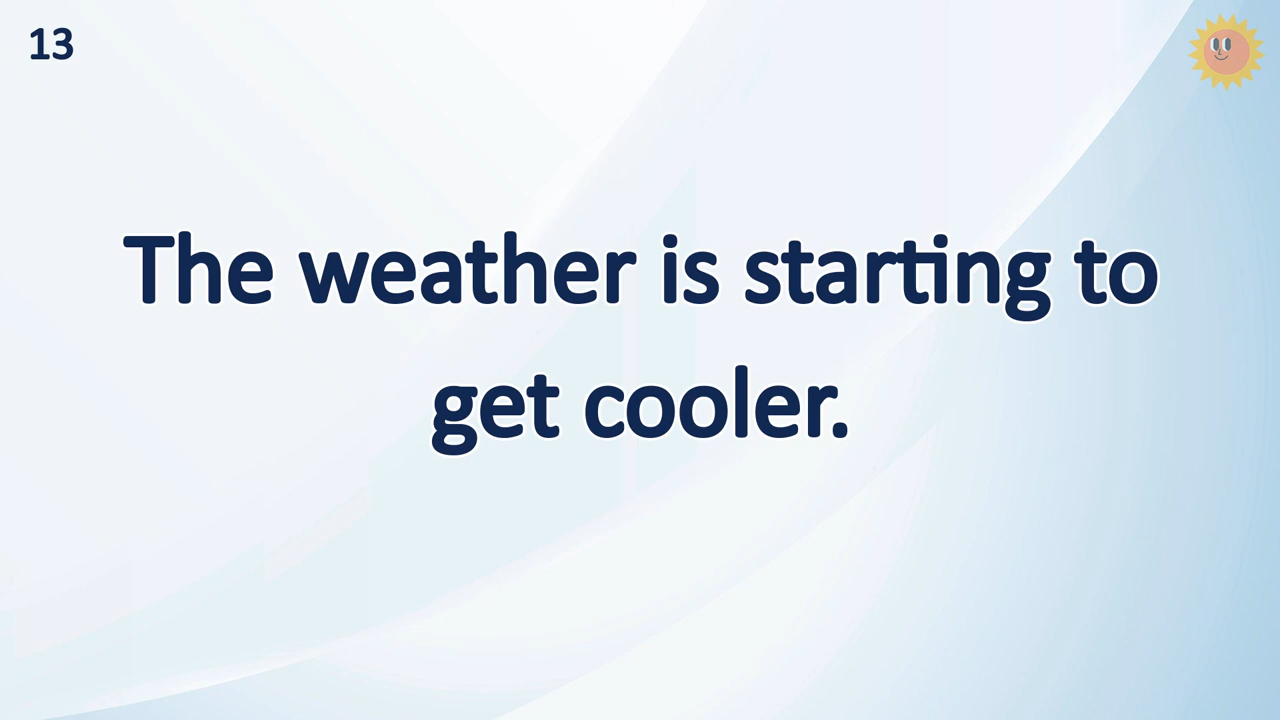 13
The weather is starting to
get cooler.